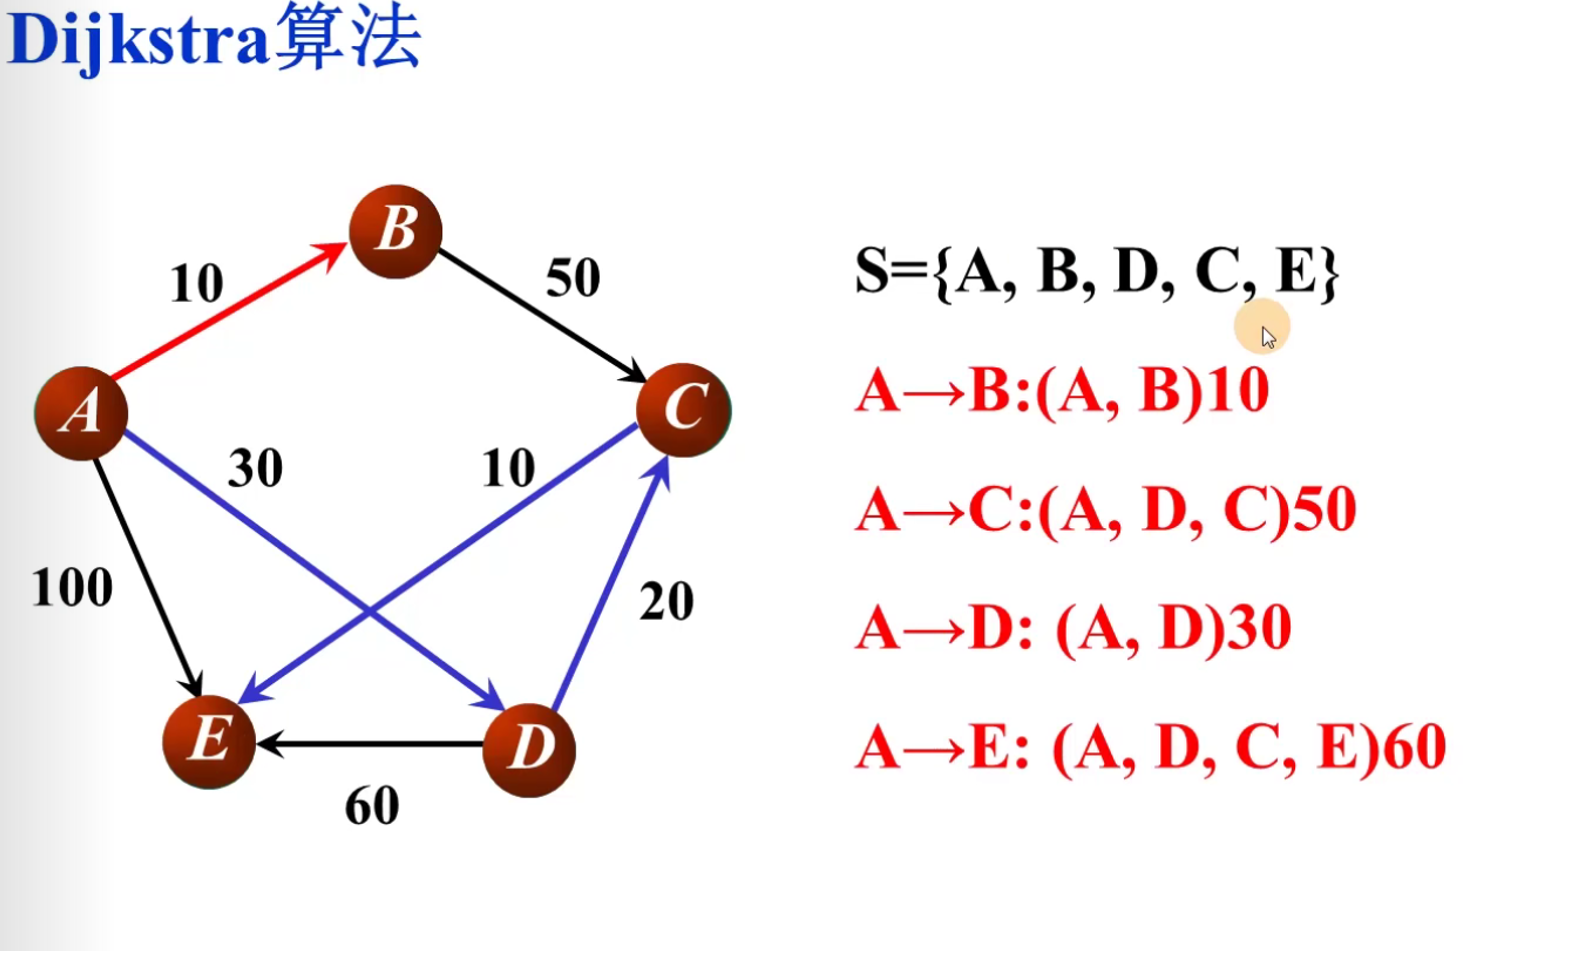 Dijkstra算法
B
10
50
S={A, B, D, C, E}
A→B:(A, B)10
A
C
30
10
A→C:(A, D, C)50
100
20
A→D: (A, D)30
E
D
A→E: (A, D, C, E)60
60